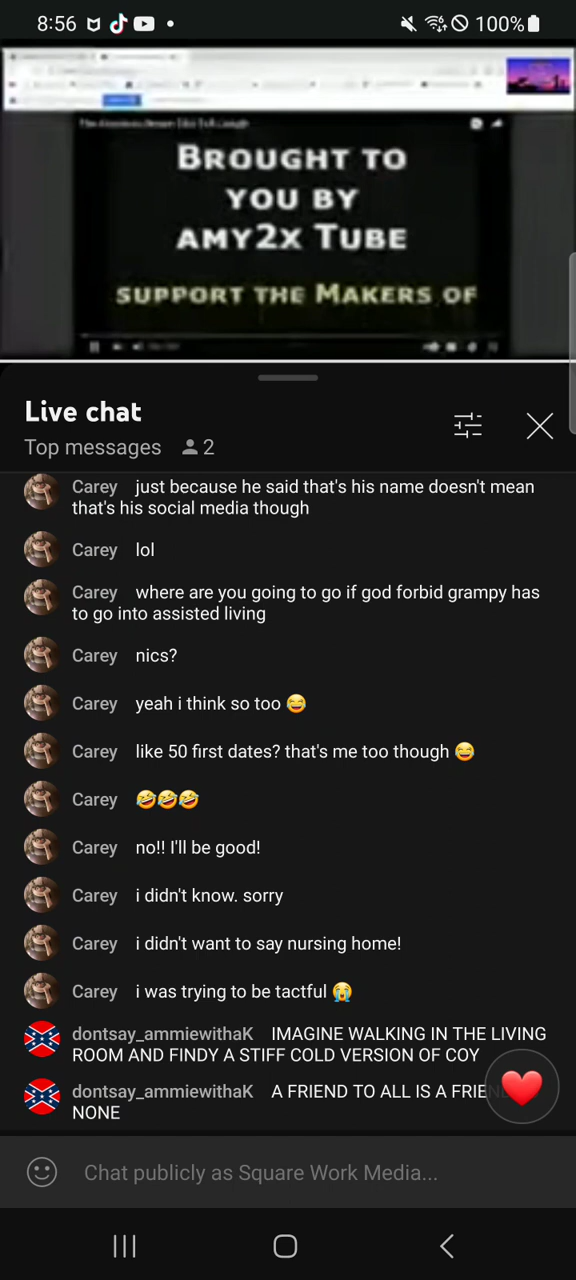 8:56
100%
BROUGHT TO
YOU BY
AMY2X TUBE
SUPPORT THE MAKERS OF
Live chat
Top messages 2
Carey just because he said that's his name doesn't mean
that's his social media though
Carey lol
Carey where are you going to go if god forbid grampy has
to go into assisted living
Carey nics?
Carey yeah i think so too 😂
Carey like 50 first dates? that's me too though 😂
Carey 🤣🤣🤣
Carey no!! I'll be good!
Carey i didn't know. sorry
Carey i didn't want to say nursing home!
Carey i was trying to be tactful 😭
dontsay_ammiewithaK IMAGINE WALKING IN THE LIVING
ROOM AND FINDY A STIFF COLD VERSION OF COY
dontsay_ammiewithaK A FRIEND TO ALL IS A FRIEND
NONE
Chat publicly as Square Work Media...